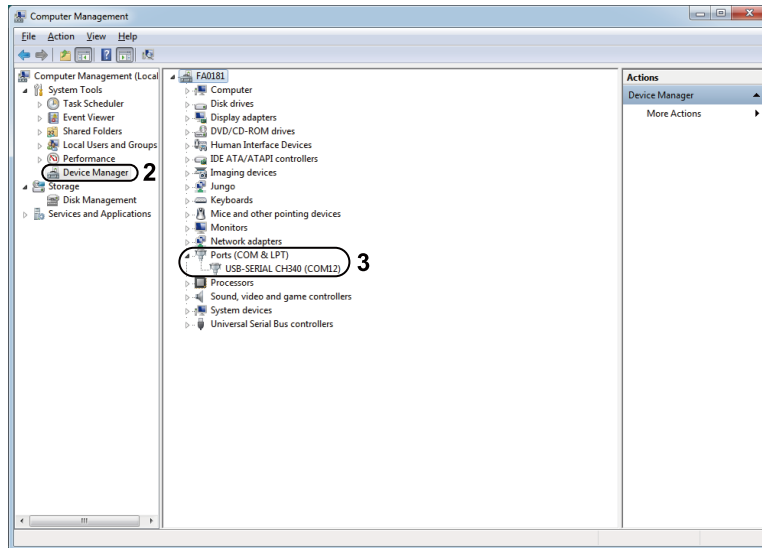 Computer Management
File Action View Help
Computer Management (Local
System Tools
Task Scheduler
Event Viewer
Shared Folders
Local Users and Groups
Performance
Device Manager 2
Storage
Disk Management
Services and Applications
FA0181
Computer
Disk drives
Display adapters
DVD/CD-ROM drives
Human Interface Devices
IDE ATA/ATAPI controllers
Imaging devices
Jungo
Keyboards
Mice and other pointing devices
Monitors
Network adapters
Ports (COM & LPT)
USB-SERIAL CH340 (COM12) 3
Processors
Sound, video and game controllers
System devices
Universal Serial Bus controllers
Actions
Device Manager
More Actions